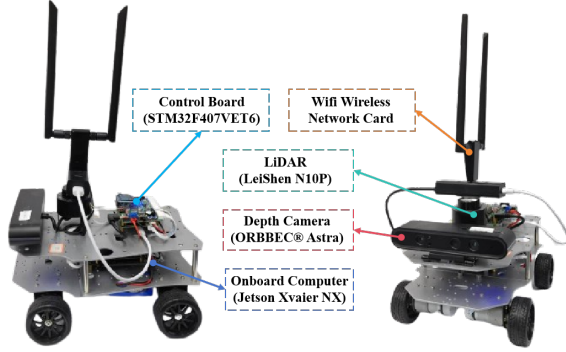 Control Board
(STM32F407VET6)
Wifi Wireless
Network Card
LiDAR
(LeiShen N10P)
Depth Camera
(ORBBEC® Astra)
ORBBEC
Onboard Computer
(Jetson Xvaier NX)